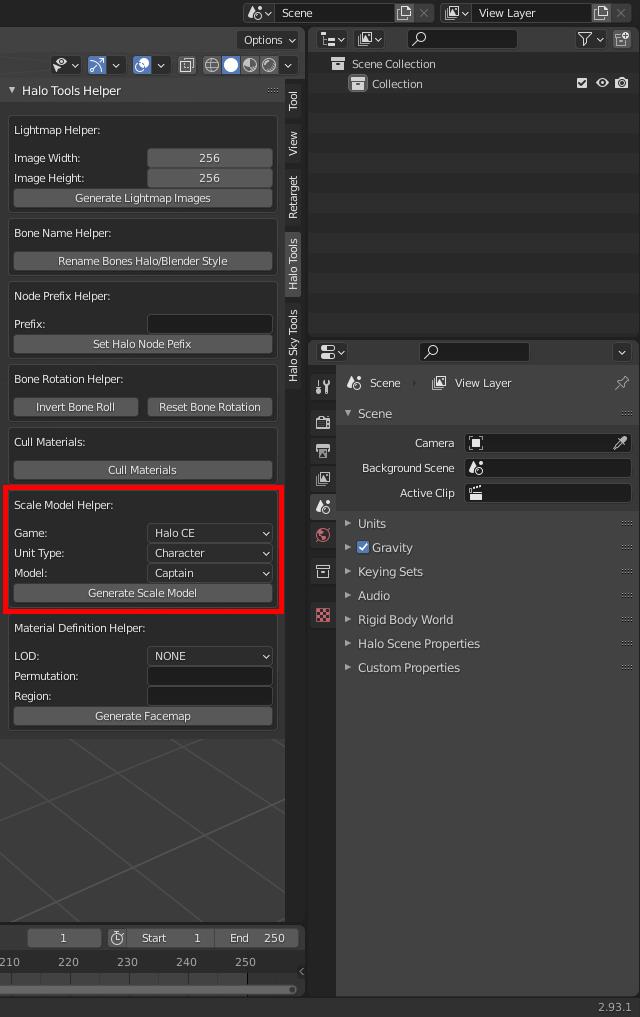 Scene
View Layer
Options
Halo Tools Helper
Lightmap Helper:
Image Width: 256
Image Height: 256
Generate Lightmap Images
Bone Name Helper:
Rename Bones Halo/Blender Style
Node Prefix Helper:
Prefix:
Set Halo Node Pefix
Bone Rotation Helper:
Invert Bone Roll
Reset Bone Rotation
Cull Materials:
Cull Materials
Scale Model Helper:
Game: Halo CE
Unit Type: Character
Model: Captain
Generate Scale Model
Material Definition Helper:
LOD: NONE
Permutation:
Region:
Generate Facemap
Tool
View
Retarget
Halo Tools
Halo Sky Tools
Scene Collection
Collection
Scene
View Layer
Scene
Camera
Background Scene
Active Clip
Units
Gravity
Keying Sets
Audio
Rigid Body World
Halo Scene Properties
Custom Properties
1
Start 1
End 250
210 220 230 240 250
2.93.1